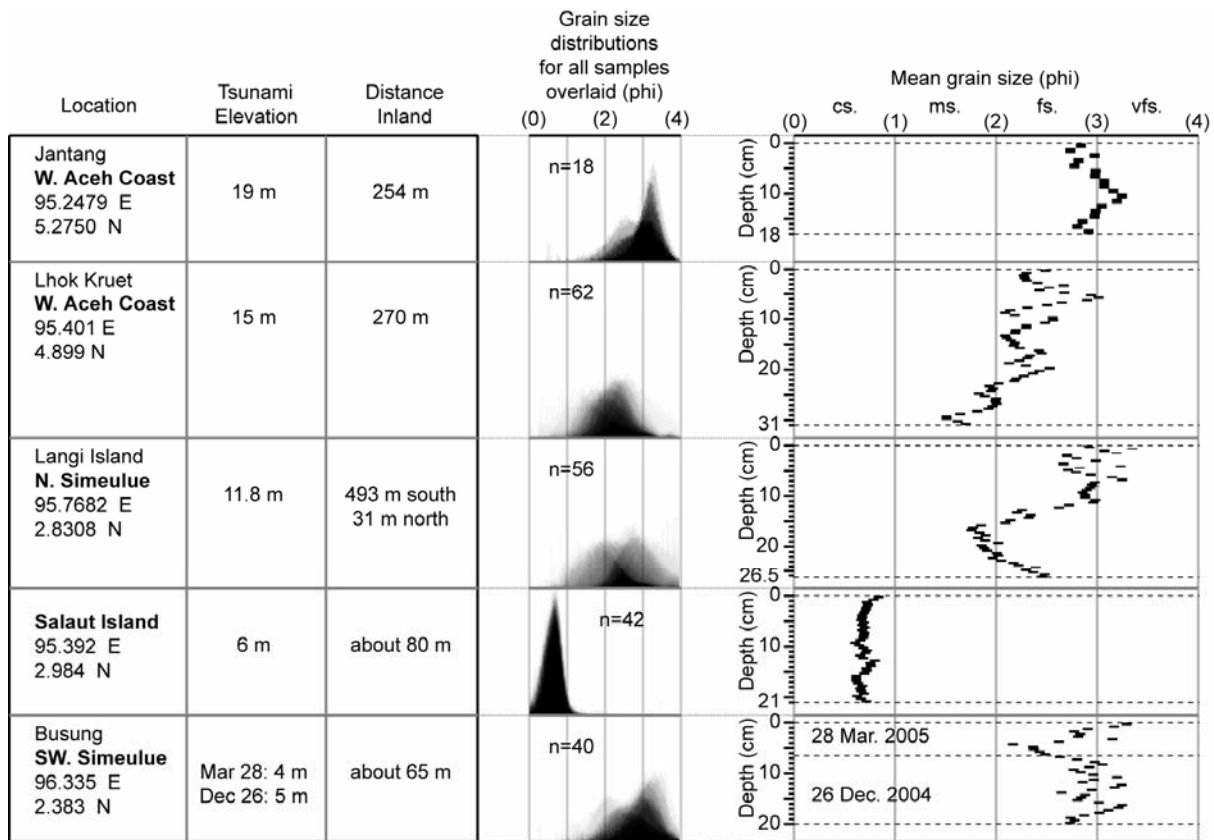 Grain size
distributions
for all samples
overlaid (phi)
Mean grain size (phi)
Location
Tsunami
Elevation
Distance
Inland
cs. ms. fs. vfs.
(0) (2) (4)
(0) (1) (2) (3) (4)
Jantang
W. Aceh Coast
95.2479 E
5.2750 N
19 m
254 m
n=18
Depth (cm)
0
10
18
Lhok Kruet
W. Aceh Coast
95.401 E
4.899 N
15 m
270 m
n=62
Depth (cm)
0
10
20
31
Langi Island
N. Simeulue
95.7682 E
2.8308 N
11.8 m
493 m south
31 m north
n=56
Depth (cm)
0
10
20
26.5
Salaut Island
95.392 E
2.984 N
6 m
about 80 m
n=42
Depth (cm)
0
10
21
Busung
SW. Simeulue
96.335 E
2.383 N
Mar 28: 4 m
Dec 26: 5 m
about 65 m
n=40
Depth (cm)
0
10
20
28 Mar. 2005
26 Dec. 2004